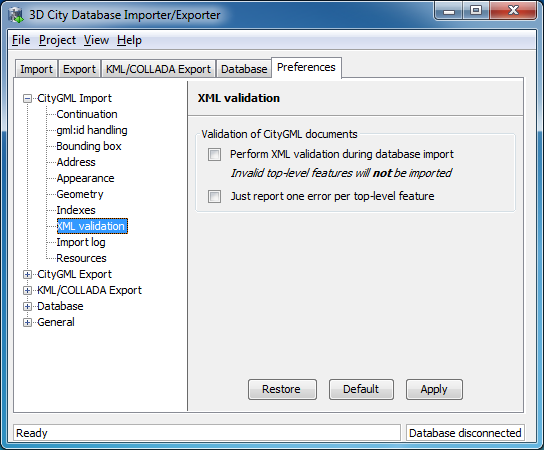 3D City Database Importer/Exporter
File Project View Help
Import Export KML/COLLADA Export Database Preferences
CityGML Import
Continuation
gml:id handling
Bounding box
Address
Appearance
Geometry
Indexes
XML validation
Import log
Resources
CityGML Export
KML/COLLADA Export
Database
General
XML validation
Validation of CityGML documents
Perform XML validation during database import
Invalid top-level features will not be imported
Just report one error per top-level feature
Restore Default Apply
Ready Database disconnected